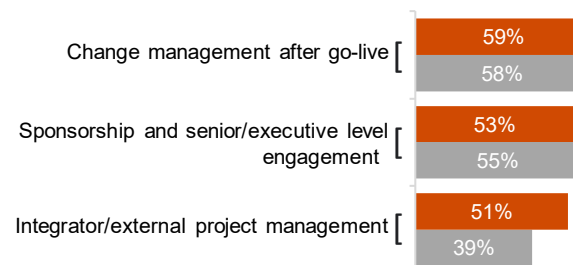 Change management after go-live [
59%
58%
Sponsorship and senior/executive level
engagement [
53%
55%
Integrator/external project management [
51%
39%